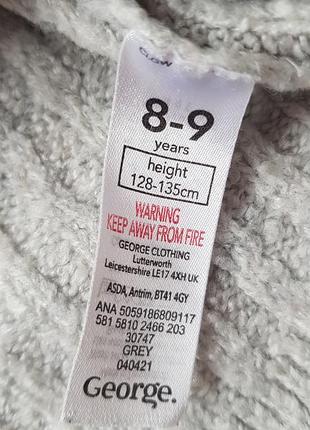 8-9
years
height
128-135cm
WARNING
KEEP AWAY FROM FIRE
GEORGE CLOTHING
Lutterworth
Leicestershire LE17 4XH UK
ASDA, Antrim, BT41 4GY
ANA 5059186809117
581 5810 2466 203
30747
GREY
040421
George.